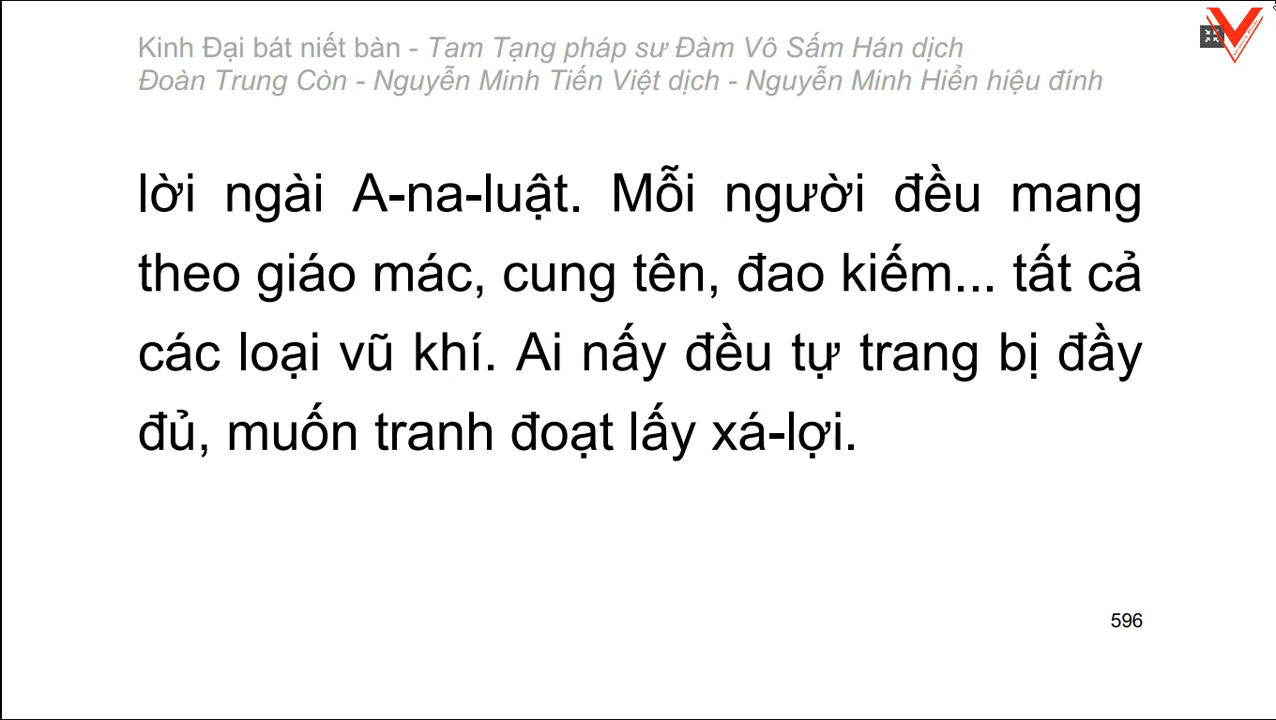 Kinh Đại bát niết bàn - Tam Tạng pháp sư Đàm Vô Sấm Hán dịch
Đoàn Trung Còn - Nguyễn Minh Tiến Việt dịch - Nguyễn Minh Hiển hiệu đính
lời ngài A-na-luật. Mỗi người đều mang
theo giáo mác, cung tên, đao kiếm... tất cả
các loại vũ khí. Ai nấy đều tự trang bị đầy
đủ, muốn tranh đoạt lấy xá-lợi.
596